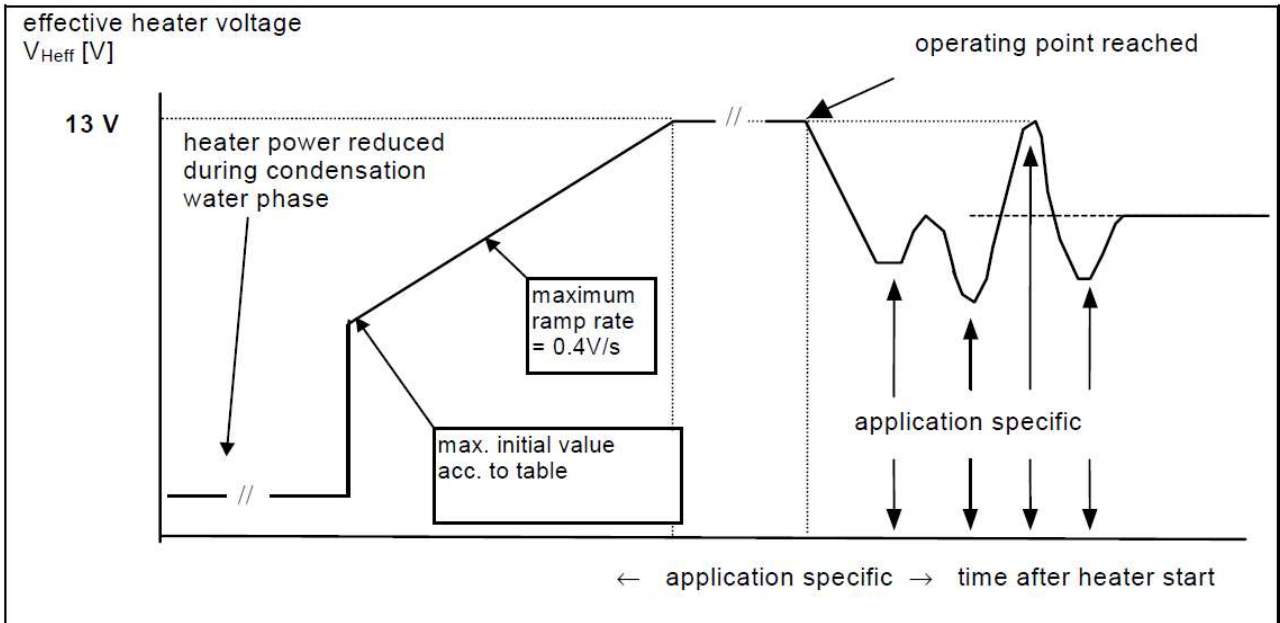 effective heater voltage
VHeff [V]
operating point reached
13 V
heater power reduced
during condensation
water phase
//
maximum
ramp rate
= 0.4V/s
application specific
max. initial value
acc. to table
//
← application specific → time after heater start